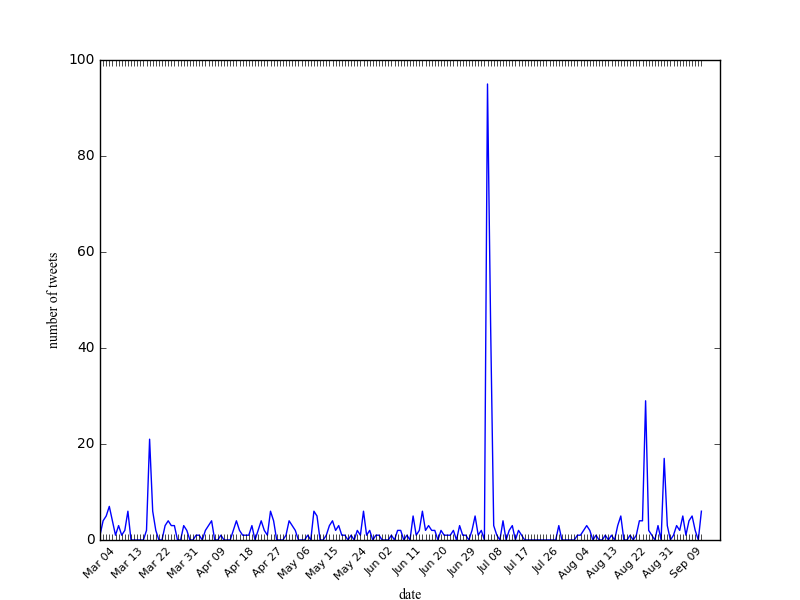 100
80
60
40
20
0
number of tweets
Mar 04 Mar 13 Mar 22 Mar 31 Apr 09 Apr 18 Apr 27 May 06 May 15 May 24 Jun 02 Jun 11 Jun 20 Jun 29 Jul 08 Jul 17 Jul 26 Aug 04 Aug 13 Aug 22 Aug 31 Sep 09
date